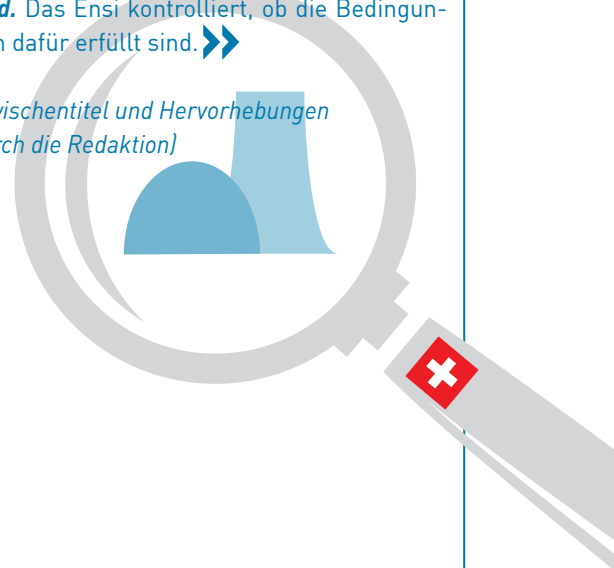 d. Das Ensi kontrolliert, ob die Bedingun-
n dafür erfüllt sind.»
vischentitel und Hervorhebungen
rch die Redaktion)